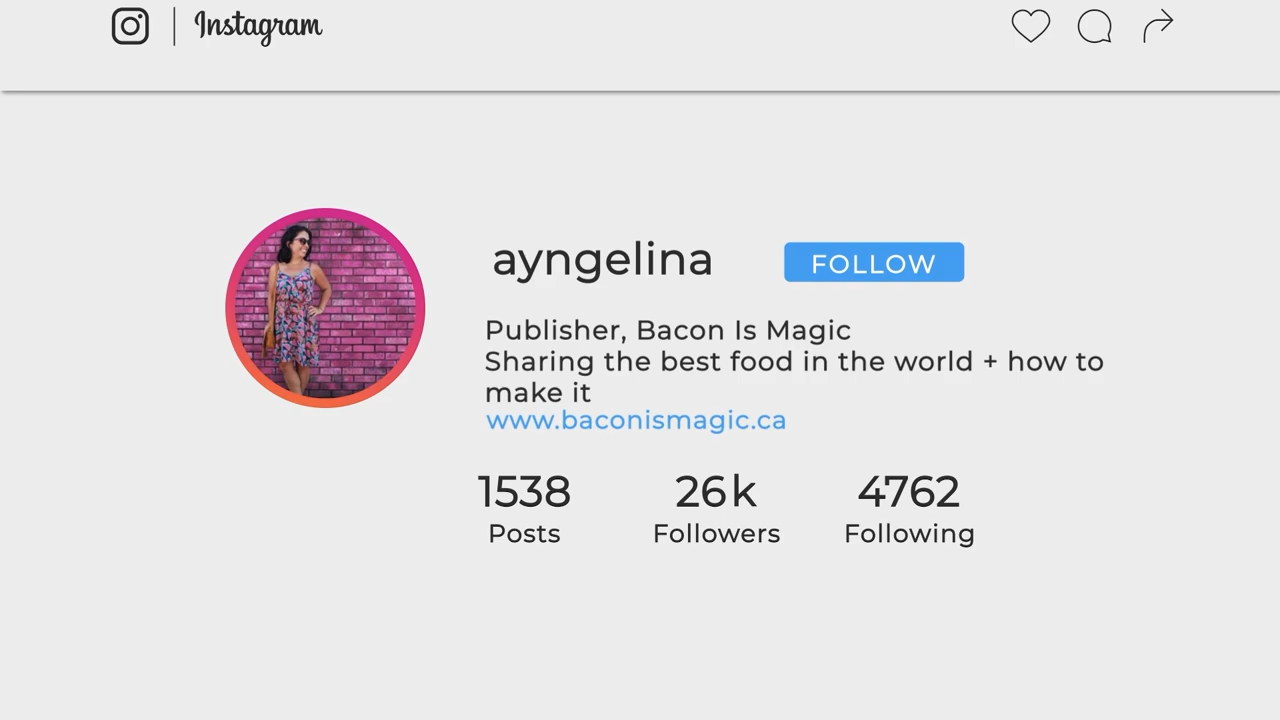 Instagram
ayngelina
FOLLOW
Publisher, Bacon Is Magic
Sharing the best food in the world + how to
make it
www.baconismagic.ca
1538 26k 4762
Posts Followers Following